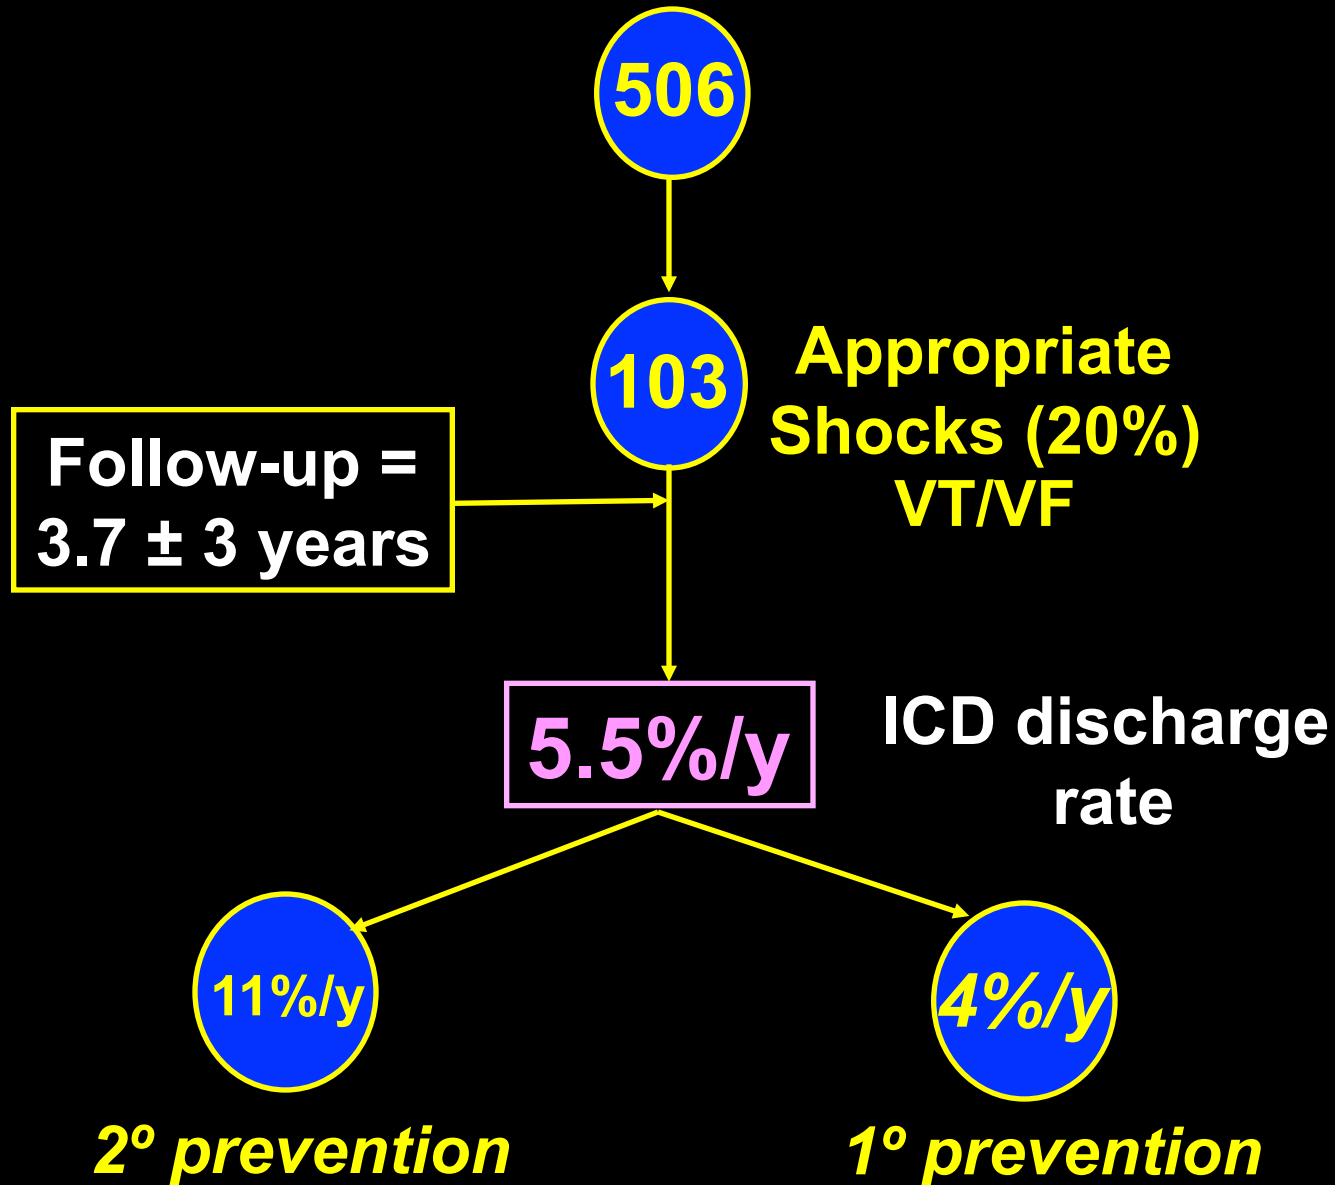 506
103
Appropriate
Shocks (20%)
VT/VF
Follow-up =
3.7 ± 3 years
5.5%/y
ICD discharge
rate
11%/y
4%/y
2º prevention
1º prevention